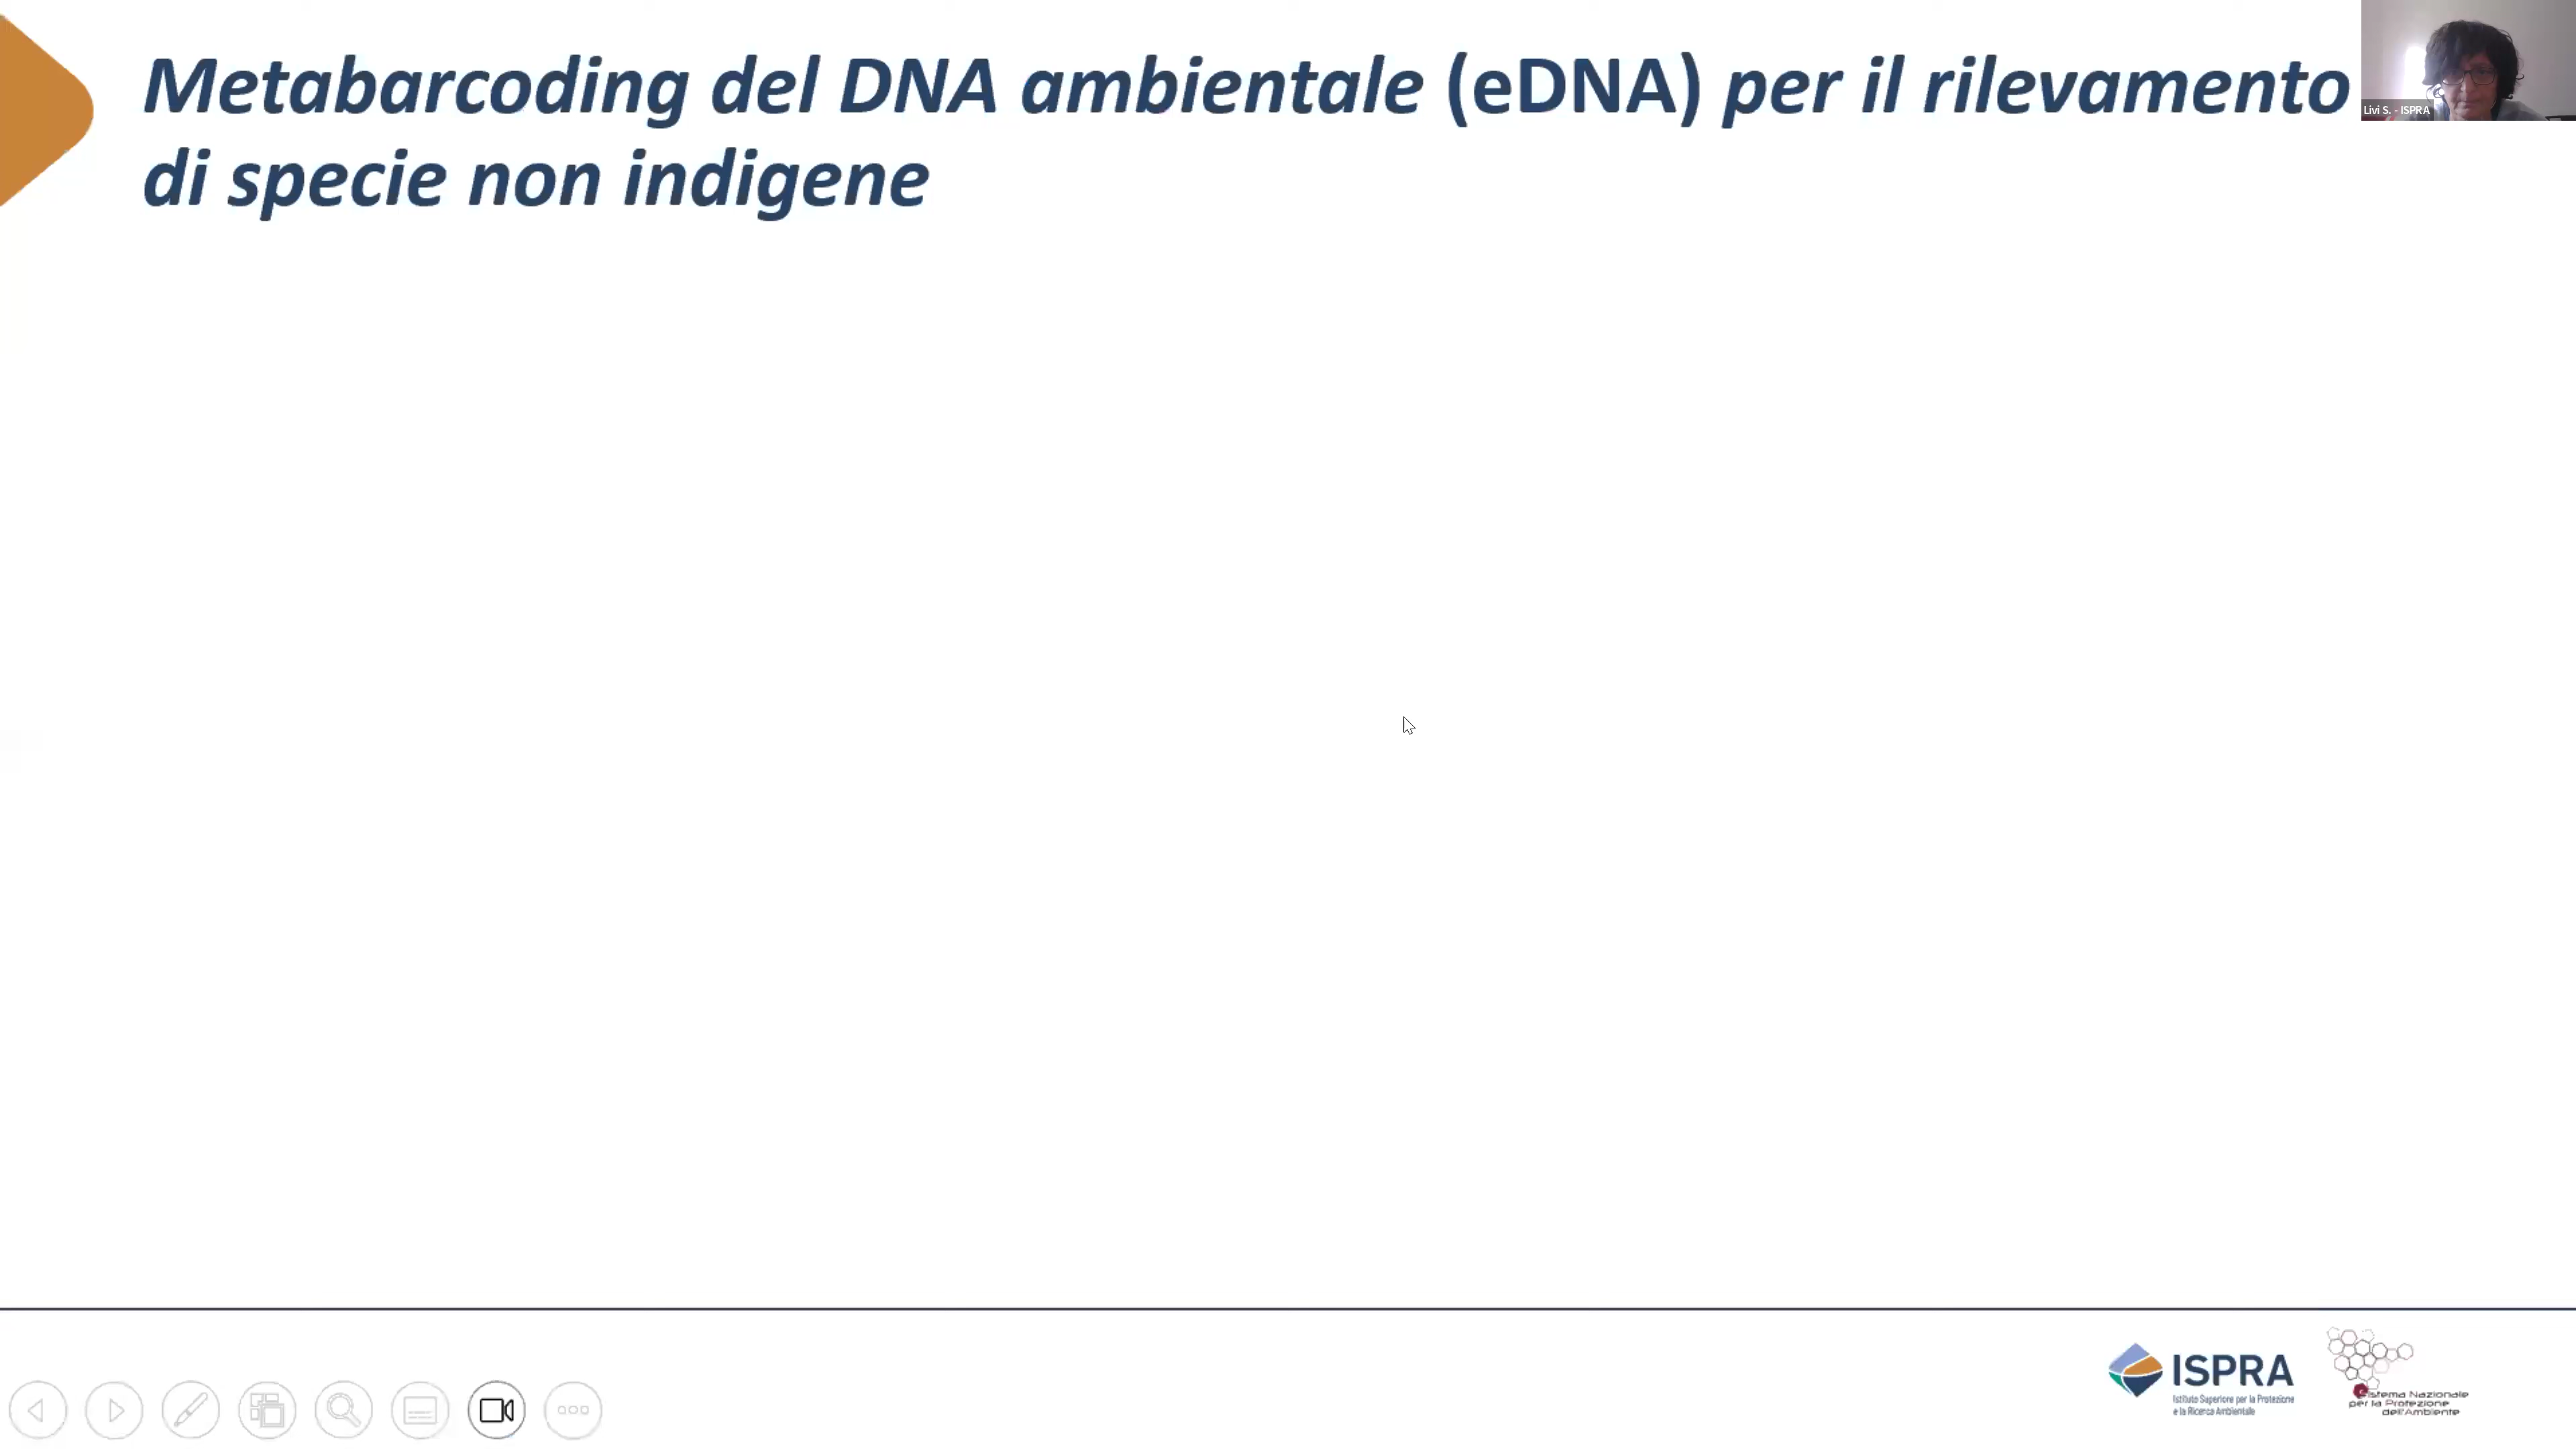 Metabarcoding del DNA ambientale (eDNA) per il rilevamento
di specie non indigene
Livi S. - ISPRA
ISPRA
Istituto Superiore per la Protezione
e la Ricerca Ambientale
Sistema Nazionale
per la Protezione
dell'Ambiente